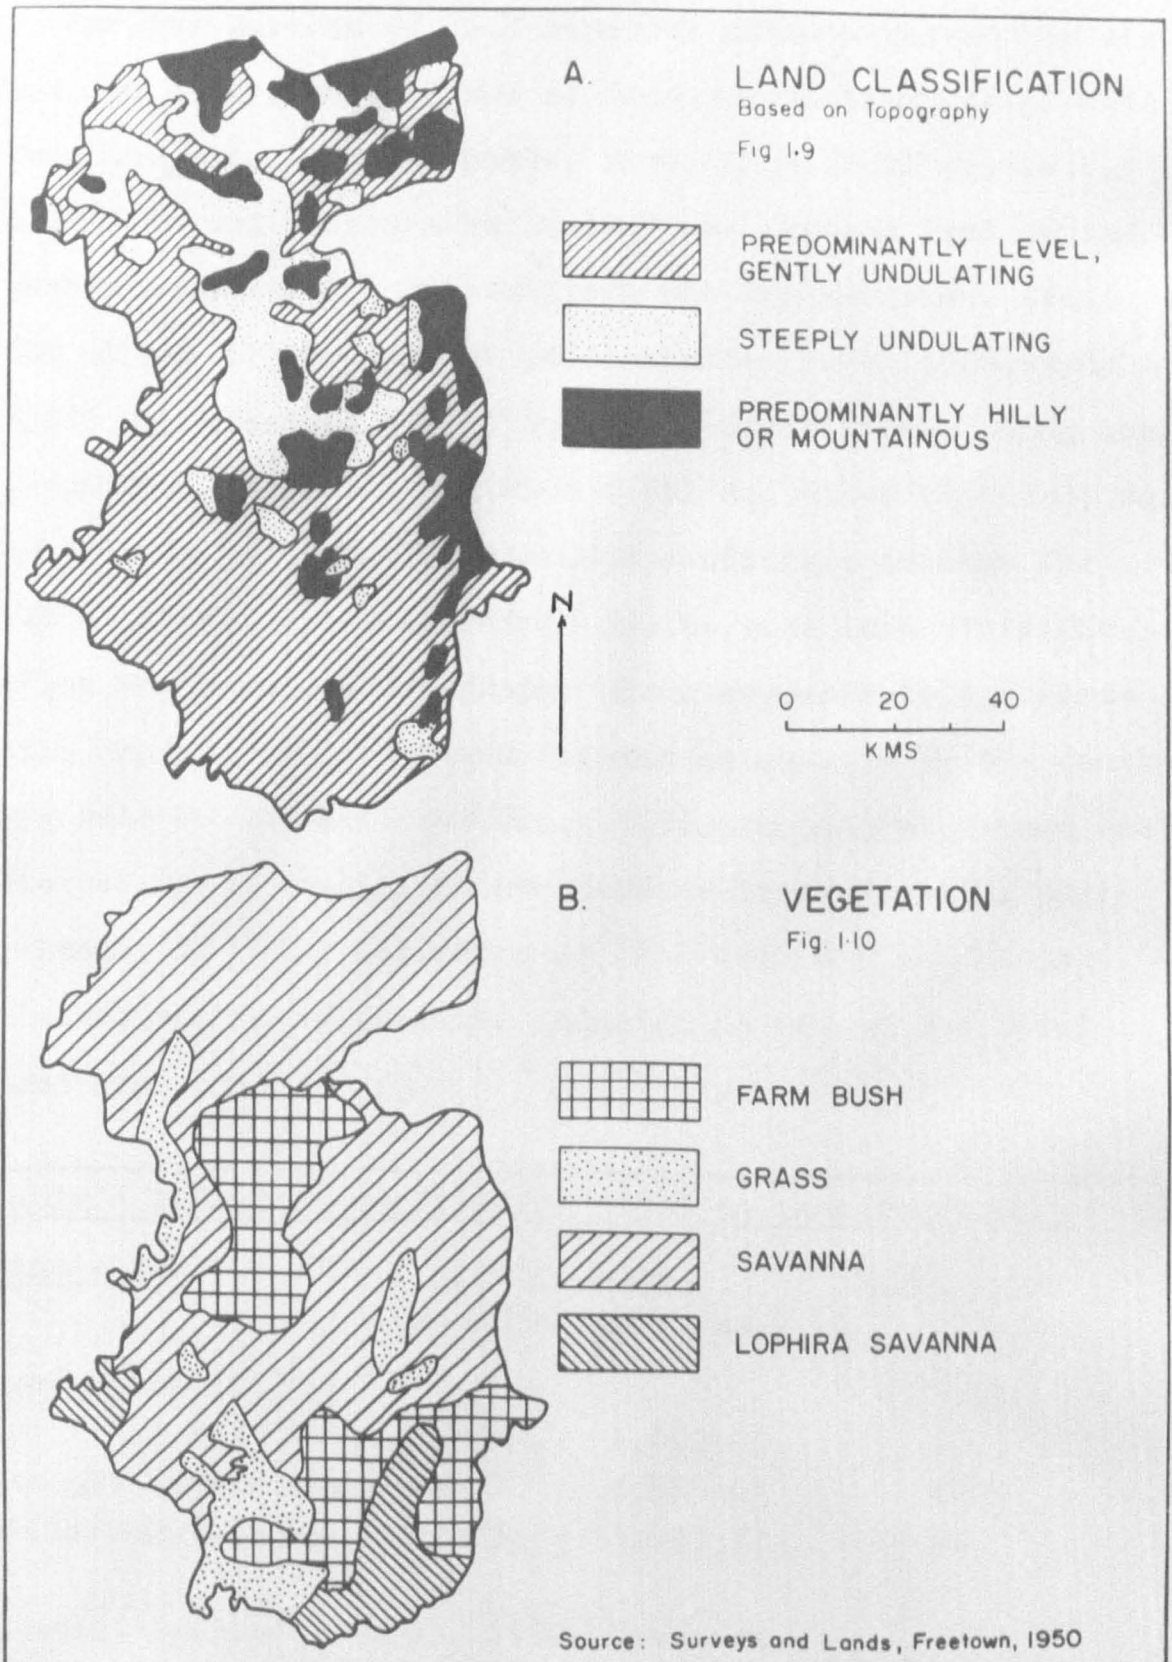 A.
LAND CLASSIFICATION
Based on Topography
Fig 1·9
PREDOMINANTLY LEVEL,
GENTLY UNDULATING
STEEPLY UNDULATING
PREDOMINANTLY HILLY
OR MOUNTAINOUS
N
0 20 40
KMS
B.
VEGETATION
Fig. 1·10
FARM BUSH
GRASS
SAVANNA
LOPHIRA SAVANNA
Source: Surveys and Lands, Freetown, 1950